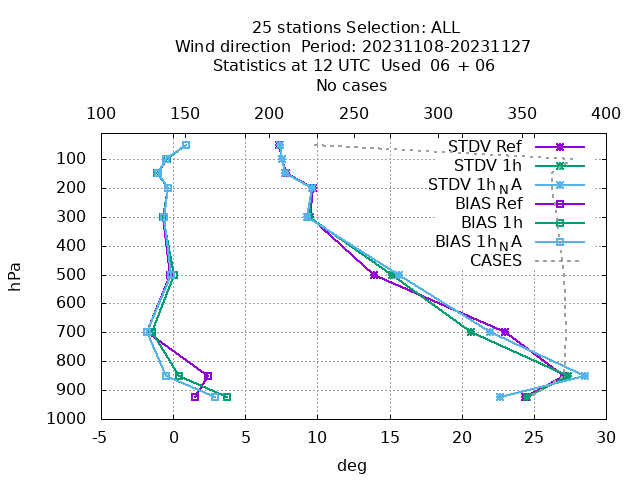 25 stations Selection: ALL
Wind direction  Period: 20231108-20231127
Statistics at 12 UTC  Used  06 + 06
No cases
100 150 200 250 300 350 400
STDV Ref
STDV 1h
STDV 1h_NA
BIAS Ref
BIAS 1h
BIAS 1h_NA
CASES
hPa
100
200
300
400
500
600
700
800
900
1000
-5 0 5 10 15 20 25 30
deg